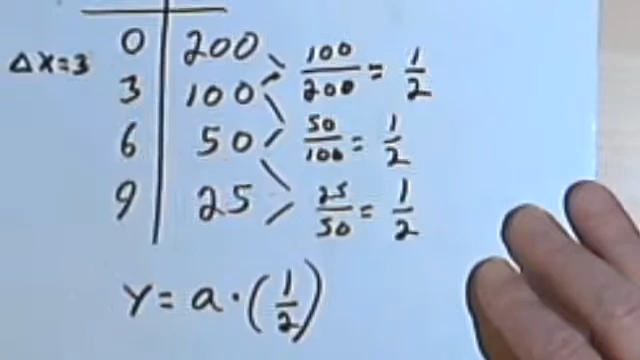 0 200 100/200 = 1/2
Δx=3
3 100
6 50 50/100 = 1/2
9 25 25/50 = 1/2
y = a · (1/2)